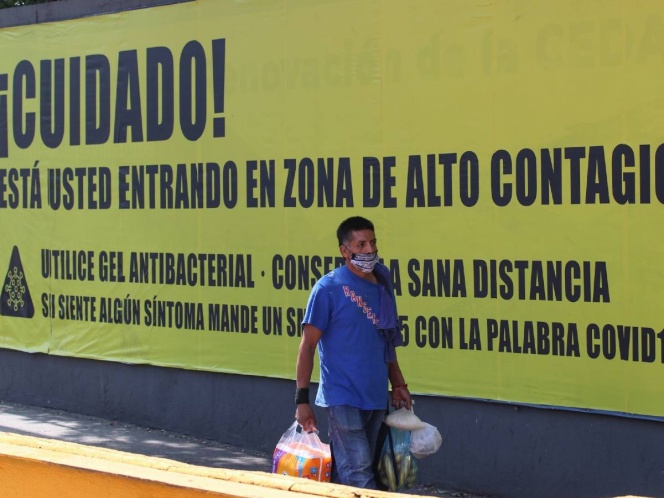 ¡CUIDADO!
ESTÁ USTED ENTRANDO EN ZONA DE ALTO CONTAGIO
UTILICE GEL ANTIBACTERIAL · CONSE LA SANA DISTANCIA
SI SIENTE ALGÚN SÍNTOMA MANDE UN 5 CON LA PALABRA COVID1